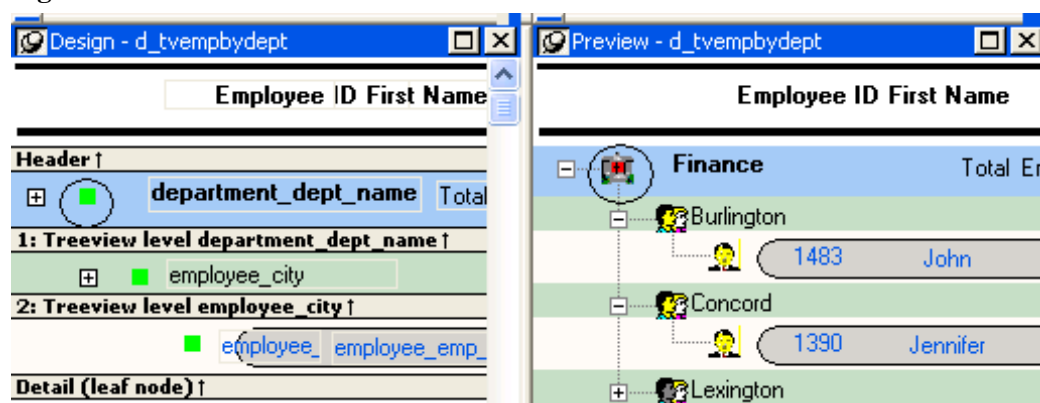 Design - d_tvempbydept
Employee ID First Name
Header ↑
department_dept_name Total
1: Treeview level department_dept_name ↑
employee_city
2: Treeview level employee_city ↑
employee_ employee_emp_
Detail (leaf node) ↑
Preview - d_tvempbydept
Employee ID First Name
Finance Total
Burlington
1483 John
Concord
1390 Jennifer
Lexington